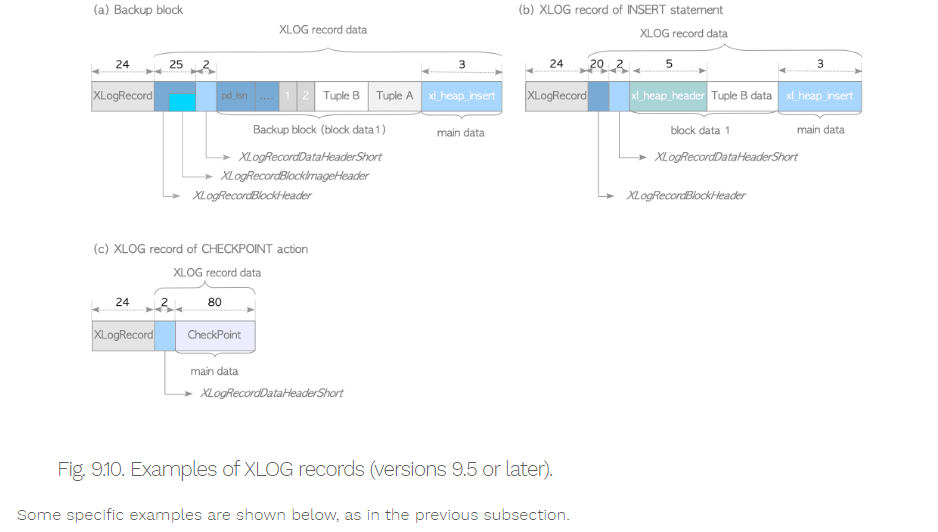 (a) Backup block
XLOG record data
24 25 2 3
XLogRecord pd_lsn .... 1 2 Tuple B Tuple A xl_heap_insert
Backup block (block data1)
main data
XLogRecordDataHeaderShort
XLogRecordBlockImageHeader
XLogRecordBlockHeader
(b) XLOG record of INSERT statement
XLOG record data
24 20 2 5 3
XLogRecord xl_heap_header Tuple B data xl_heap_insert
block data 1 main data
XLogRecordDataHeaderShort
XLogRecordBlockHeader
(c) XLOG record of CHECKPOINT action
XLOG record data
24 2 80
XLogRecord CheckPoint
main data
XLogRecordDataHeaderShort
Fig. 9.10. Examples of XLOG records (versions 9.5 or later).
Some specific examples are shown below, as in the previous subsection.